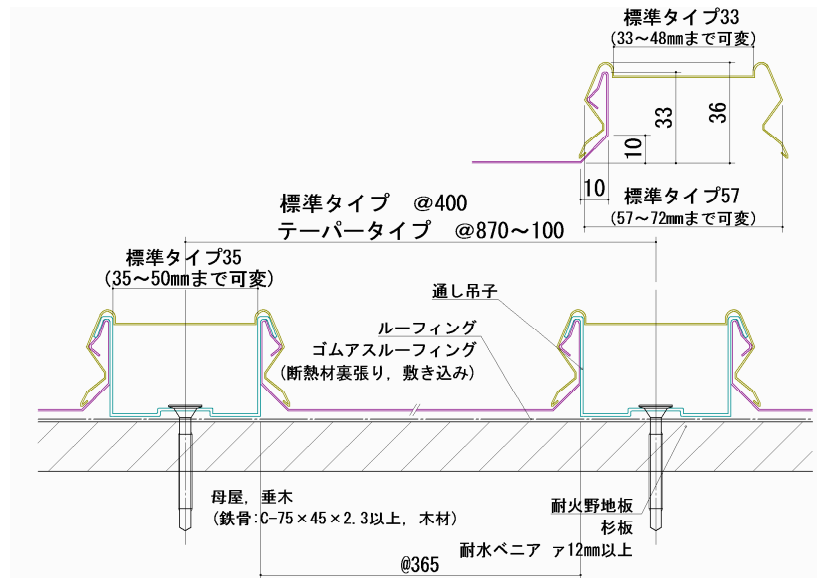 標準タイプ33
(33～48mmまで可変)
33
36
10
10
標準タイプ57
(57～72mmまで可変)
標準タイプ　@400
テーパータイプ　@870～100
標準タイプ35
(35～50mmまで可変)
通し吊子
ルーフィング
ゴムアスルーフィング
(断熱材裏張り, 敷き込み)
母屋, 垂木
(鉄骨:C-75×45×2.3以上, 木材)
耐火野地板
杉板
耐水ベニア ァ12mm以上
@365